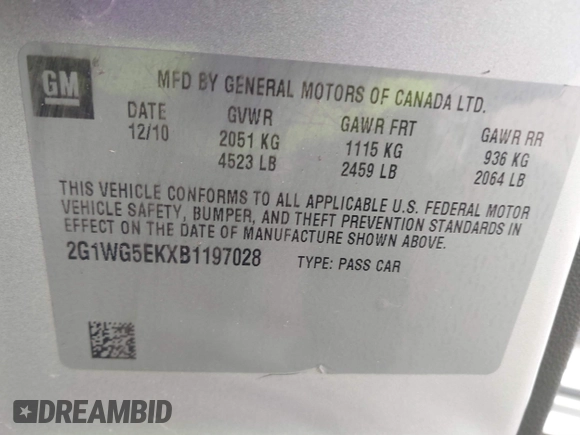 GM
MFD BY GENERAL MOTORS OF CANADA LTD.
DATE GVWR GAWR FRT GAWR RR
12/10 2051 KG 1115 KG 936 KG
4523 LB 2459 LB 2064 LB
THIS VEHICLE CONFORMS TO ALL APPLICABLE U.S. FEDERAL MOTOR
VEHICLE SAFETY, BUMPER, AND THEFT PREVENTION STANDARDS IN
EFFECT ON THE DATE OF MANUFACTURE SHOWN ABOVE.
2G1WG5EKXB1197028 TYPE: PASS CAR
DREAMBID